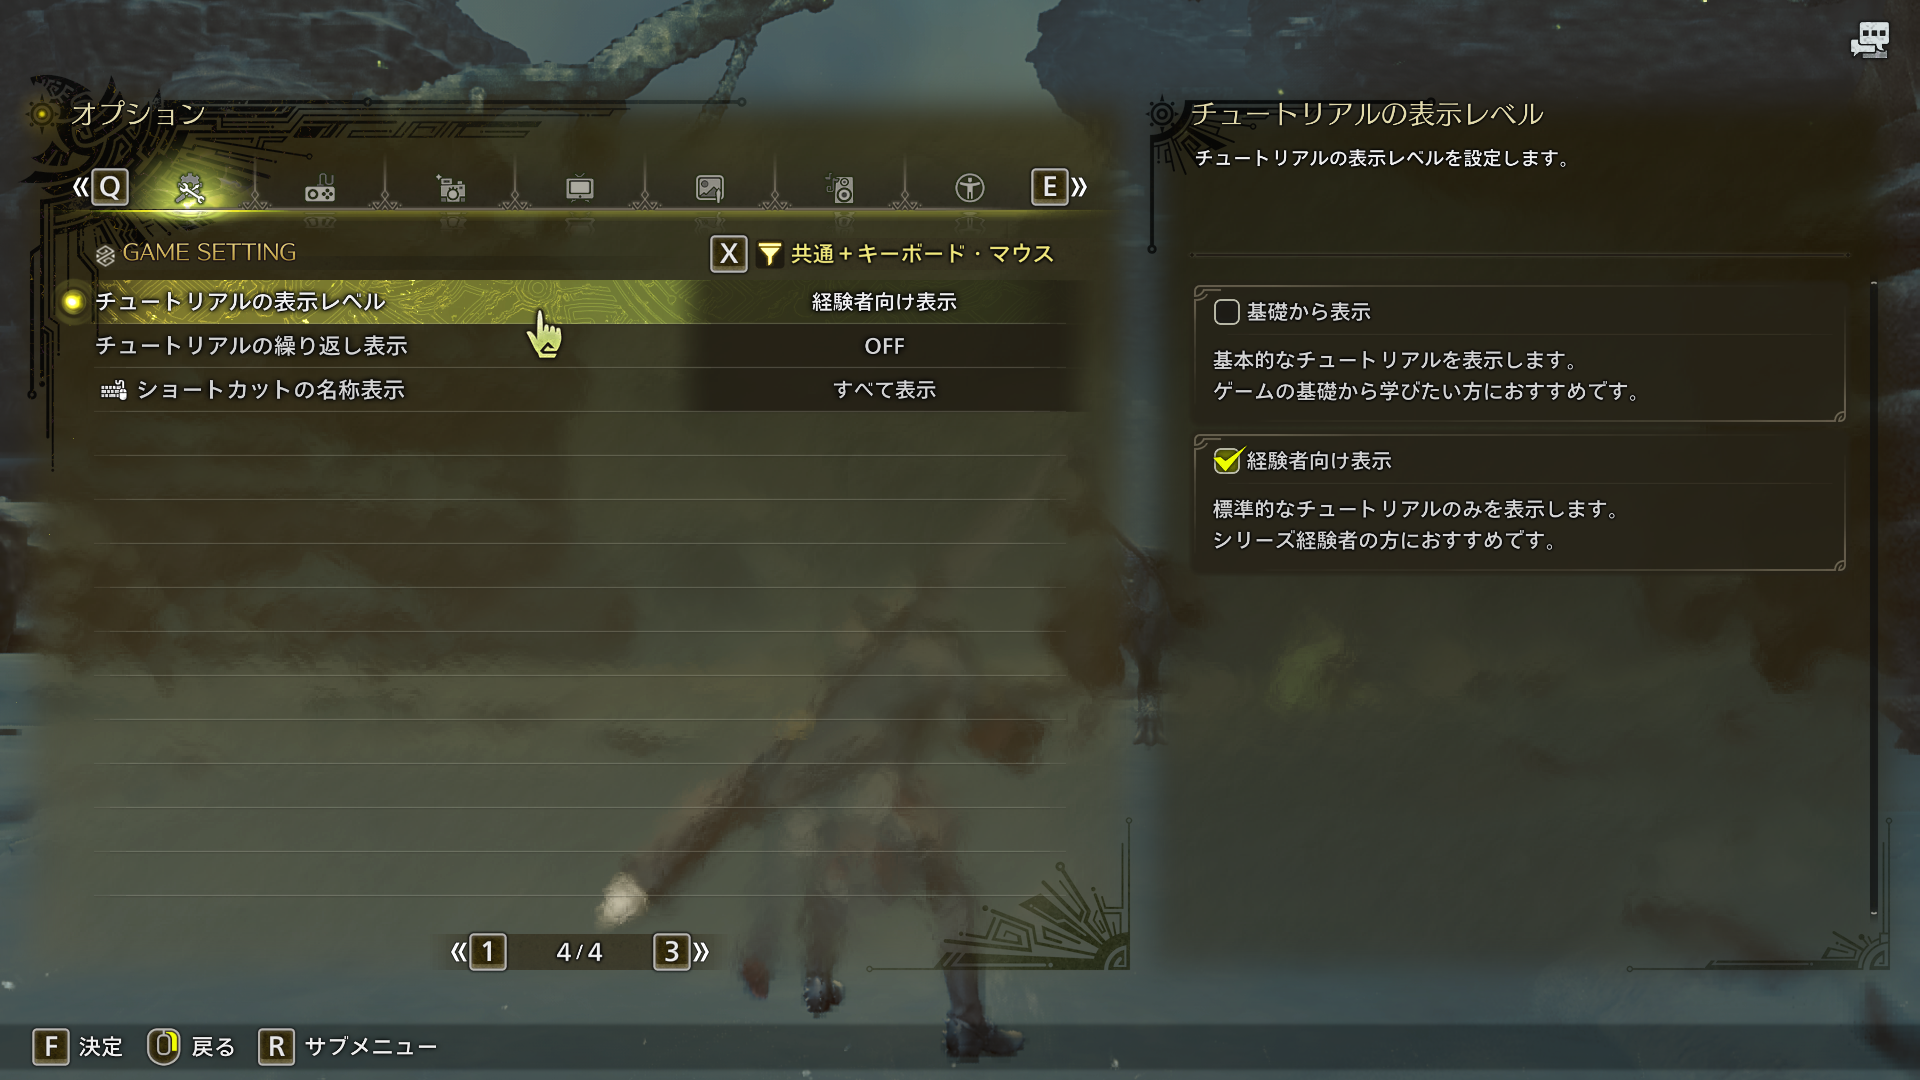 オプション
Q
E
GAME SETTING
X 共通+キーボード・マウス
チュートリアルの表示レベル 経験者向け表示
チュートリアルの繰り返し表示 OFF
ショートカットの名称表示 すべて表示
1 4/4 3
チュートリアルの表示レベル
チュートリアルの表示レベルを設定します。
基礎から表示
基本的なチュートリアルを表示します。
ゲームの基礎から学びたい方におすすめです。
経験者向け表示
標準的なチュートリアルのみを表示します。
シリーズ経験者の方におすすめです。
F 決定 戻る R サブメニュー